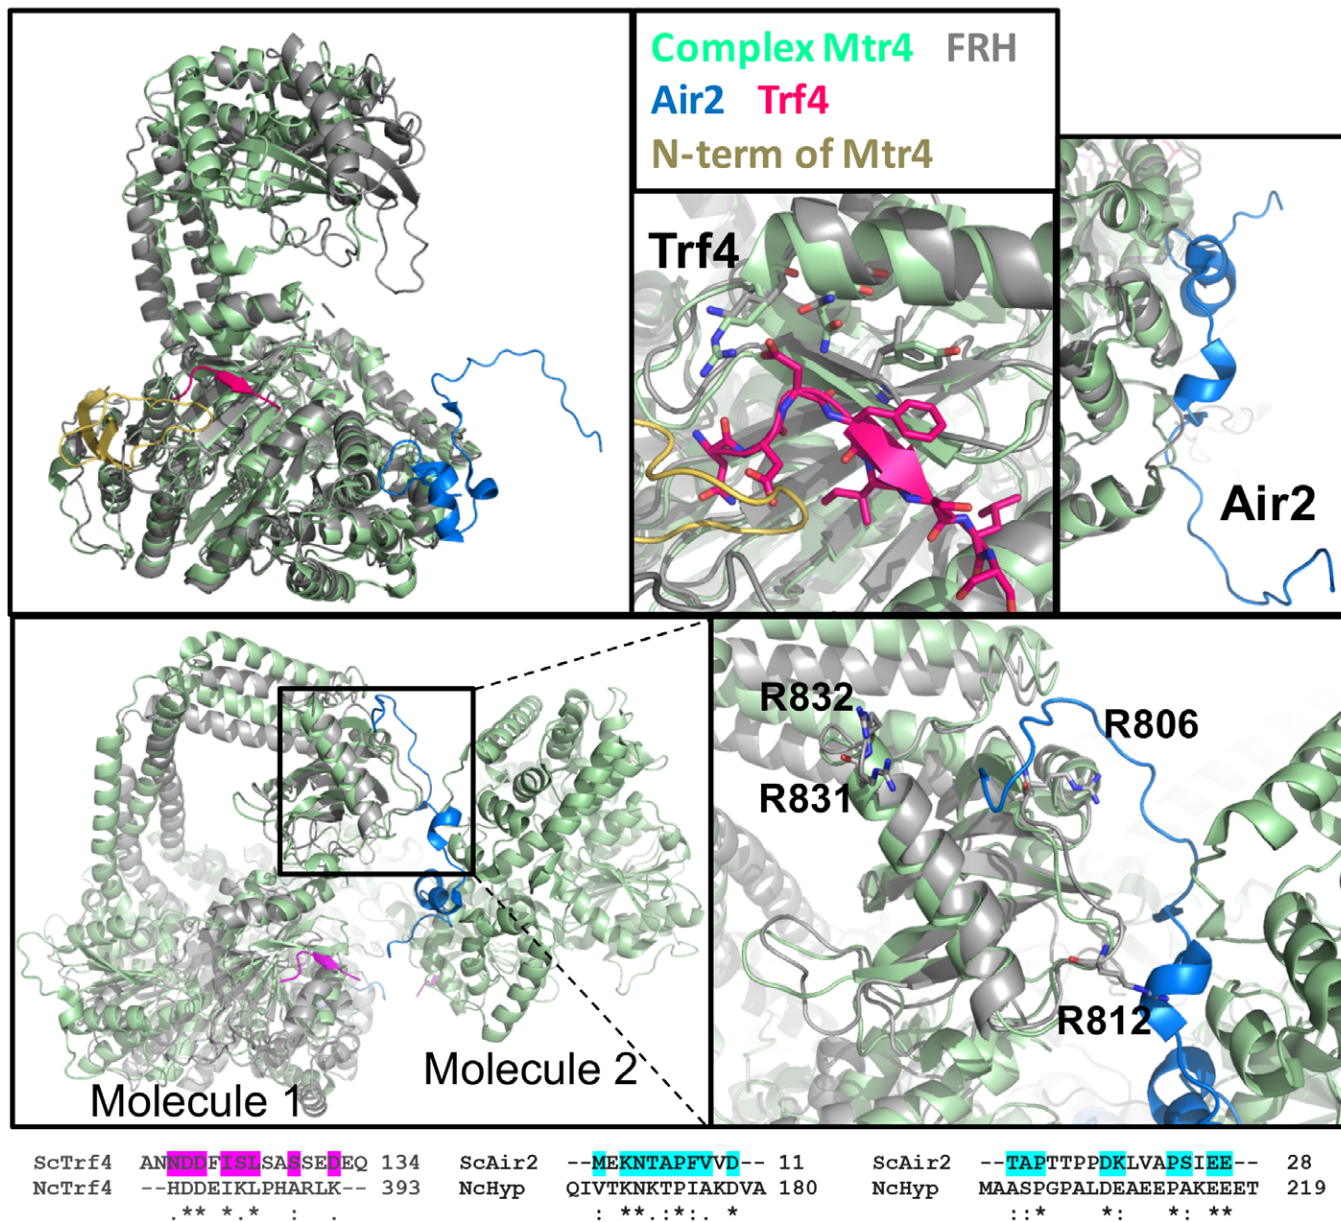 Complex Mtr4 FRH
Air2 Trf4
N-term of Mtr4
Trf4
Air2
R832
R806
R831
R812
Molecule 1
Molecule 2
ScTrf4 ANNDDFISLSASSEDEQ 134
NcTrf4 --HDDEIKLPHARLK-- 393
.** *.* : .
ScAir2 --MEKNTAPFVVD-- 11
NcHyp QIVTKNKTPIAKDVA 180
: **.:*:. *
ScAir2 --TAPTTPPDKLVAPSIEE-- 28
NcHyp MAASPGPALDEAEEPAKEEET 219
::* *: *: **